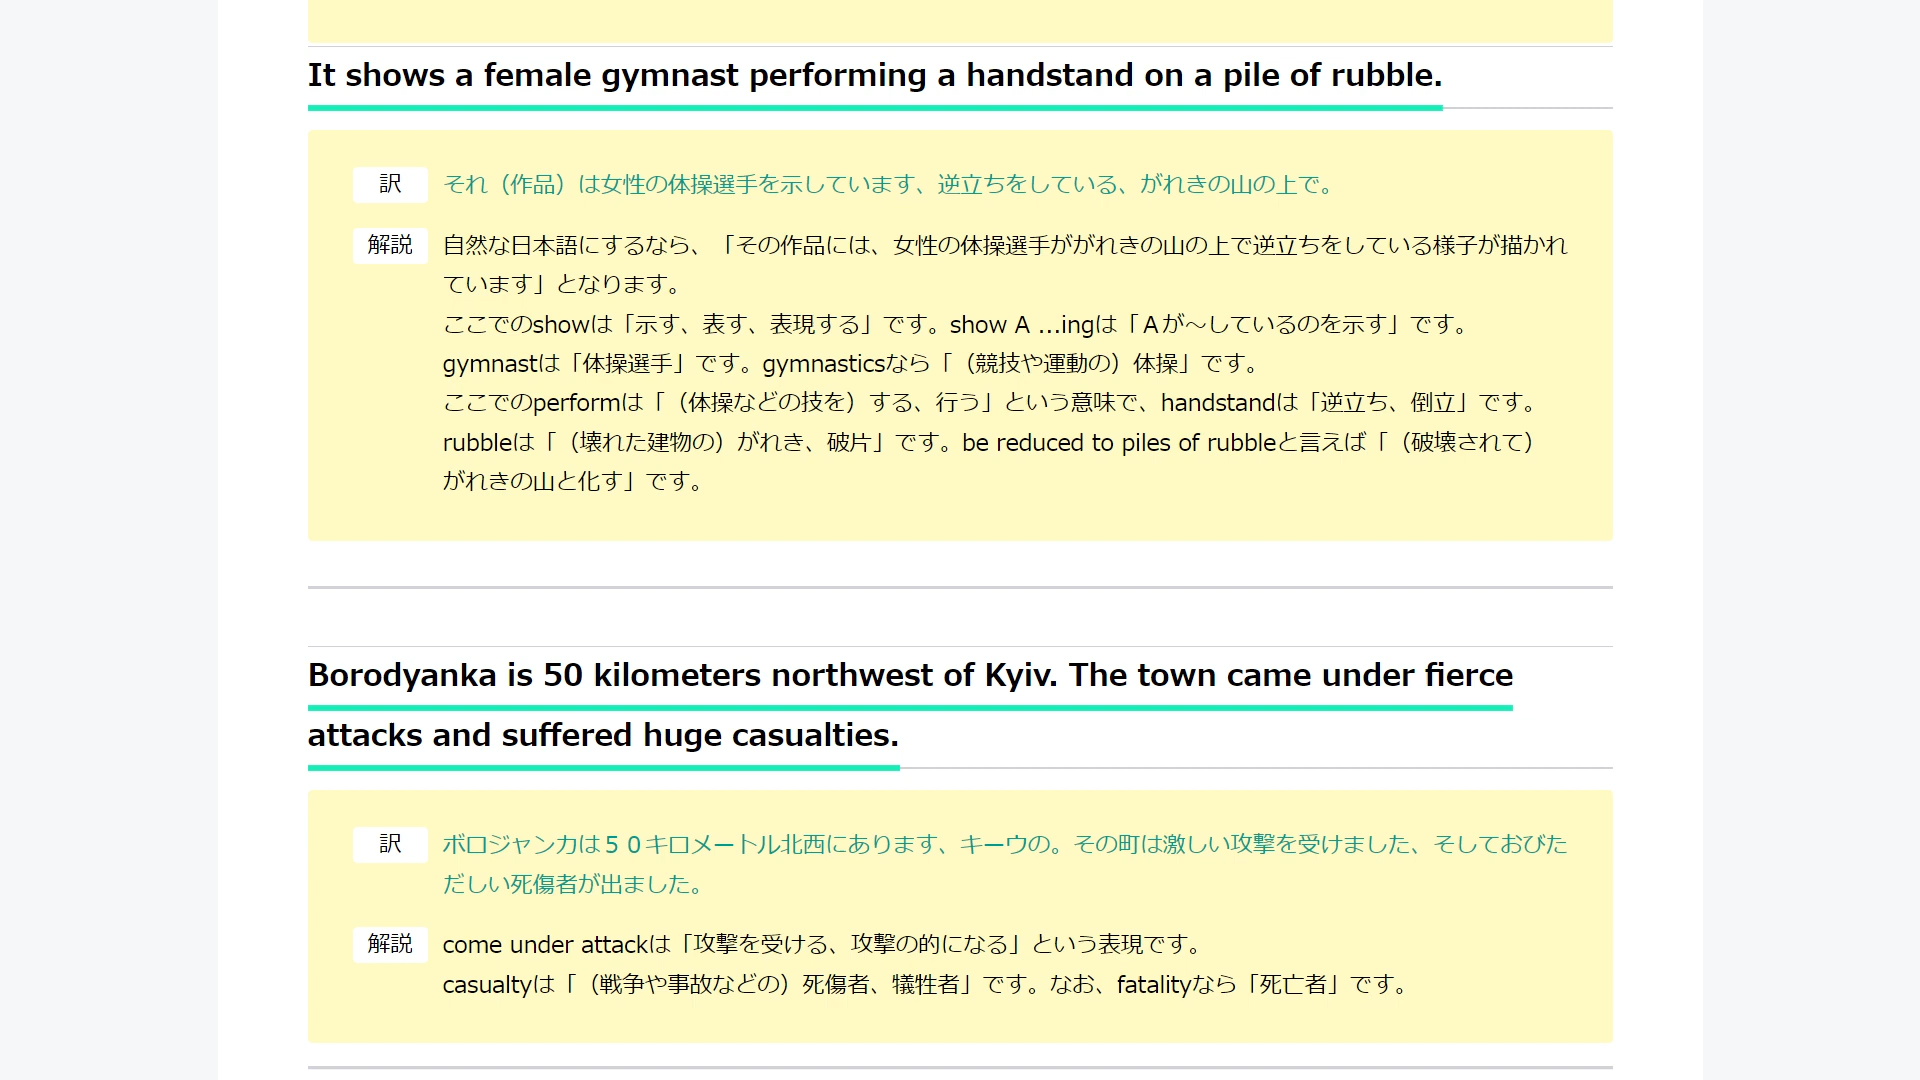 It shows a female gymnast performing a handstand on a pile of rubble.
訳 それ（作品）は女性の体操選手を示しています、逆立ちをしている、がれきの山の上で。
解説 自然な日本語にするなら、「その作品には、女性の体操選手ががれきの山の上で逆立ちをしている様子が描かれ
ています」となります。
ここでのshowは「示す、表す、表現する」です。show A ...ingは「Ａが～しているのを示す」です。
gymnastは「体操選手」です。gymnasticsなら「（競技や運動の）体操」です。
ここでのperformは「（体操などの技を）する、行う」という意味で、handstandは「逆立ち、倒立」です。
rubbleは「（壊れた建物の）がれき、破片」です。be reduced to piles of rubbleと言えば「（破壊されて）
がれきの山と化す」です。
Borodyanka is 50 kilometers northwest of Kyiv. The town came under fierce
attacks and suffered huge casualties.
訳 ボロジャンカは５０キロメートル北西にあります、キーウの。その町は激しい攻撃を受けました、そしておびた
だしい死傷者が出ました。
解説 come under attackは「攻撃を受ける、攻撃の的になる」という表現です。
casualtyは「（戦争や事故などの）死傷者、犠牲者」です。なお、fatalityなら「死亡者」です。